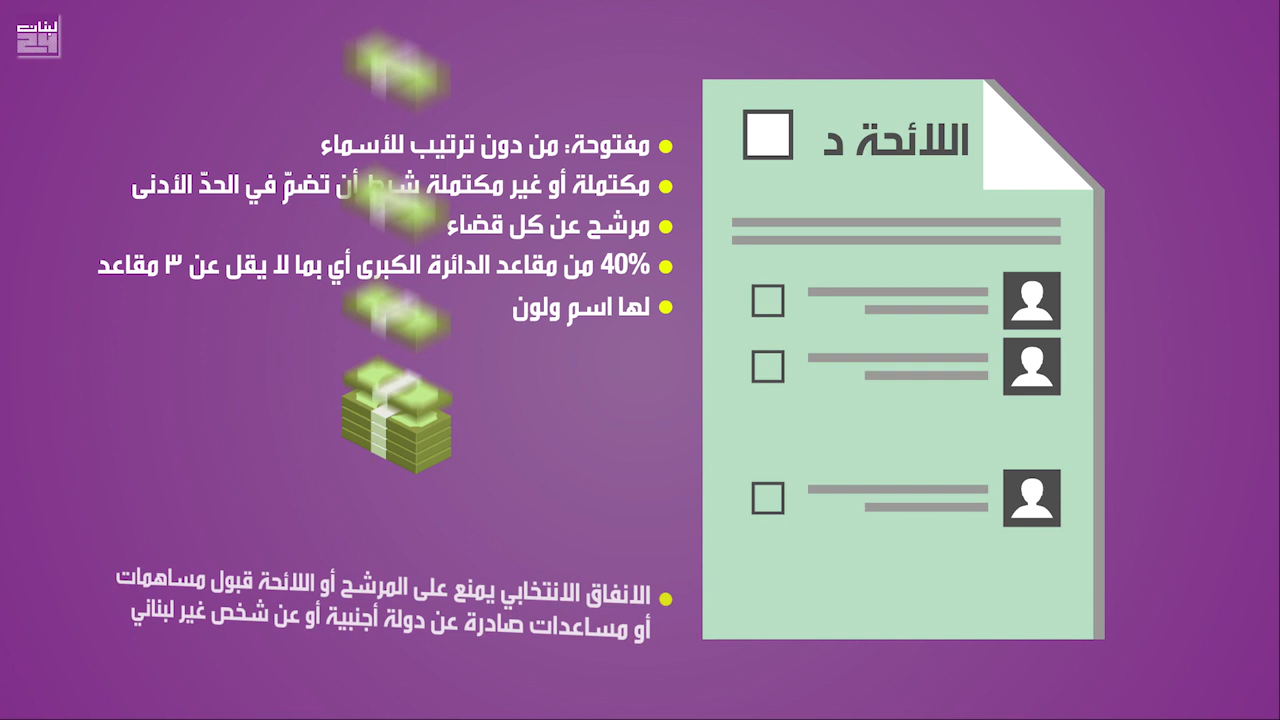 لبنان
24
اللائحة د
مفتوحة: من دون ترتيب للأسماء
مكتملة أو غير مكتملة شرط أن تضمّ في الحدّ الأدنى
مرشح عن كل قضاء
40% من مقاعد الدائرة الكبرى أي بما لا يقل عن ٣ مقاعد
لها اسم ولون
الانفاق الانتخابي يمنع على المرشح أو اللائحة قبول مساهمات
أو مساعدات صادرة عن دولة أجنبية أو عن شخص غير لبناني